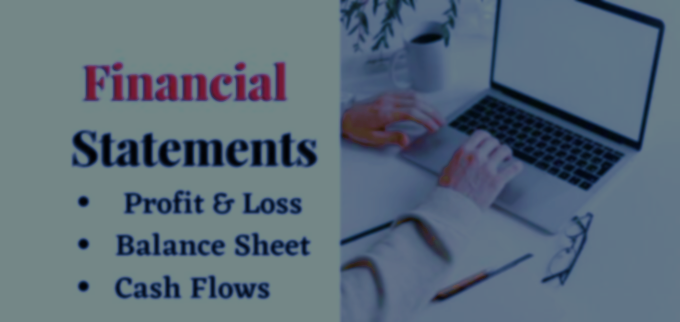 Financial
Statements
• Profit & Loss
• Balance Sheet
• Cash Flows